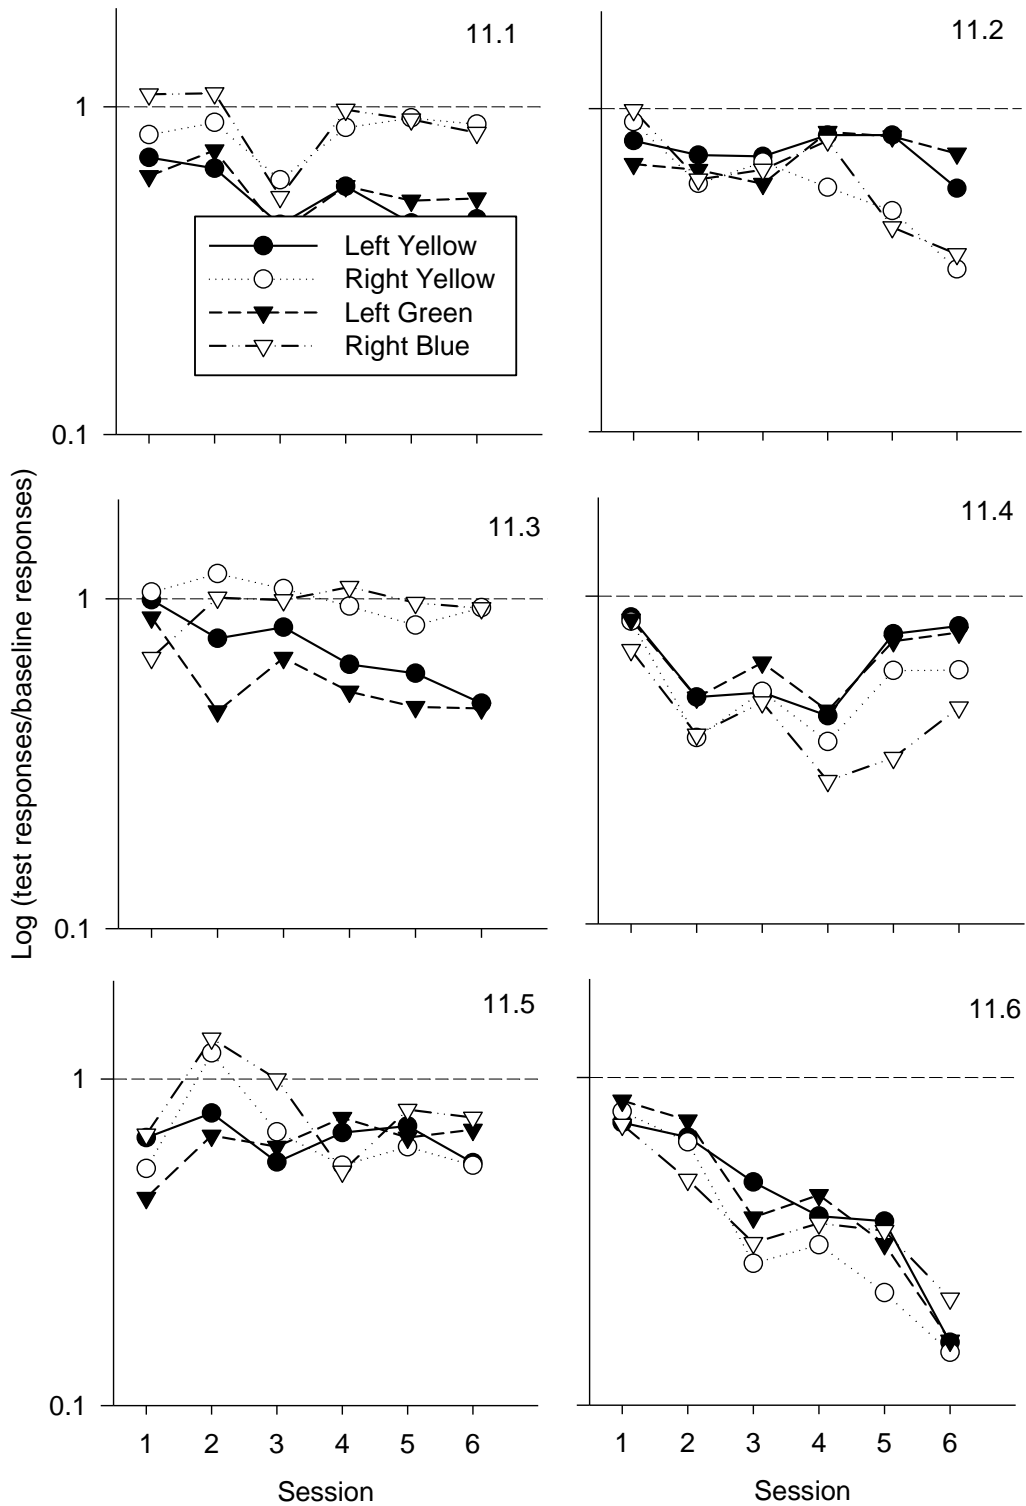 11.1
11.2
1
Left Yellow
Right Yellow
Left Green
Right Blue
0.1
Log (test responses/baseline responses)
11.3
11.4
1
0.1
11.5
11.6
1
0.1
1 2 3 4 5 6
1 2 3 4 5 6
Session
Session